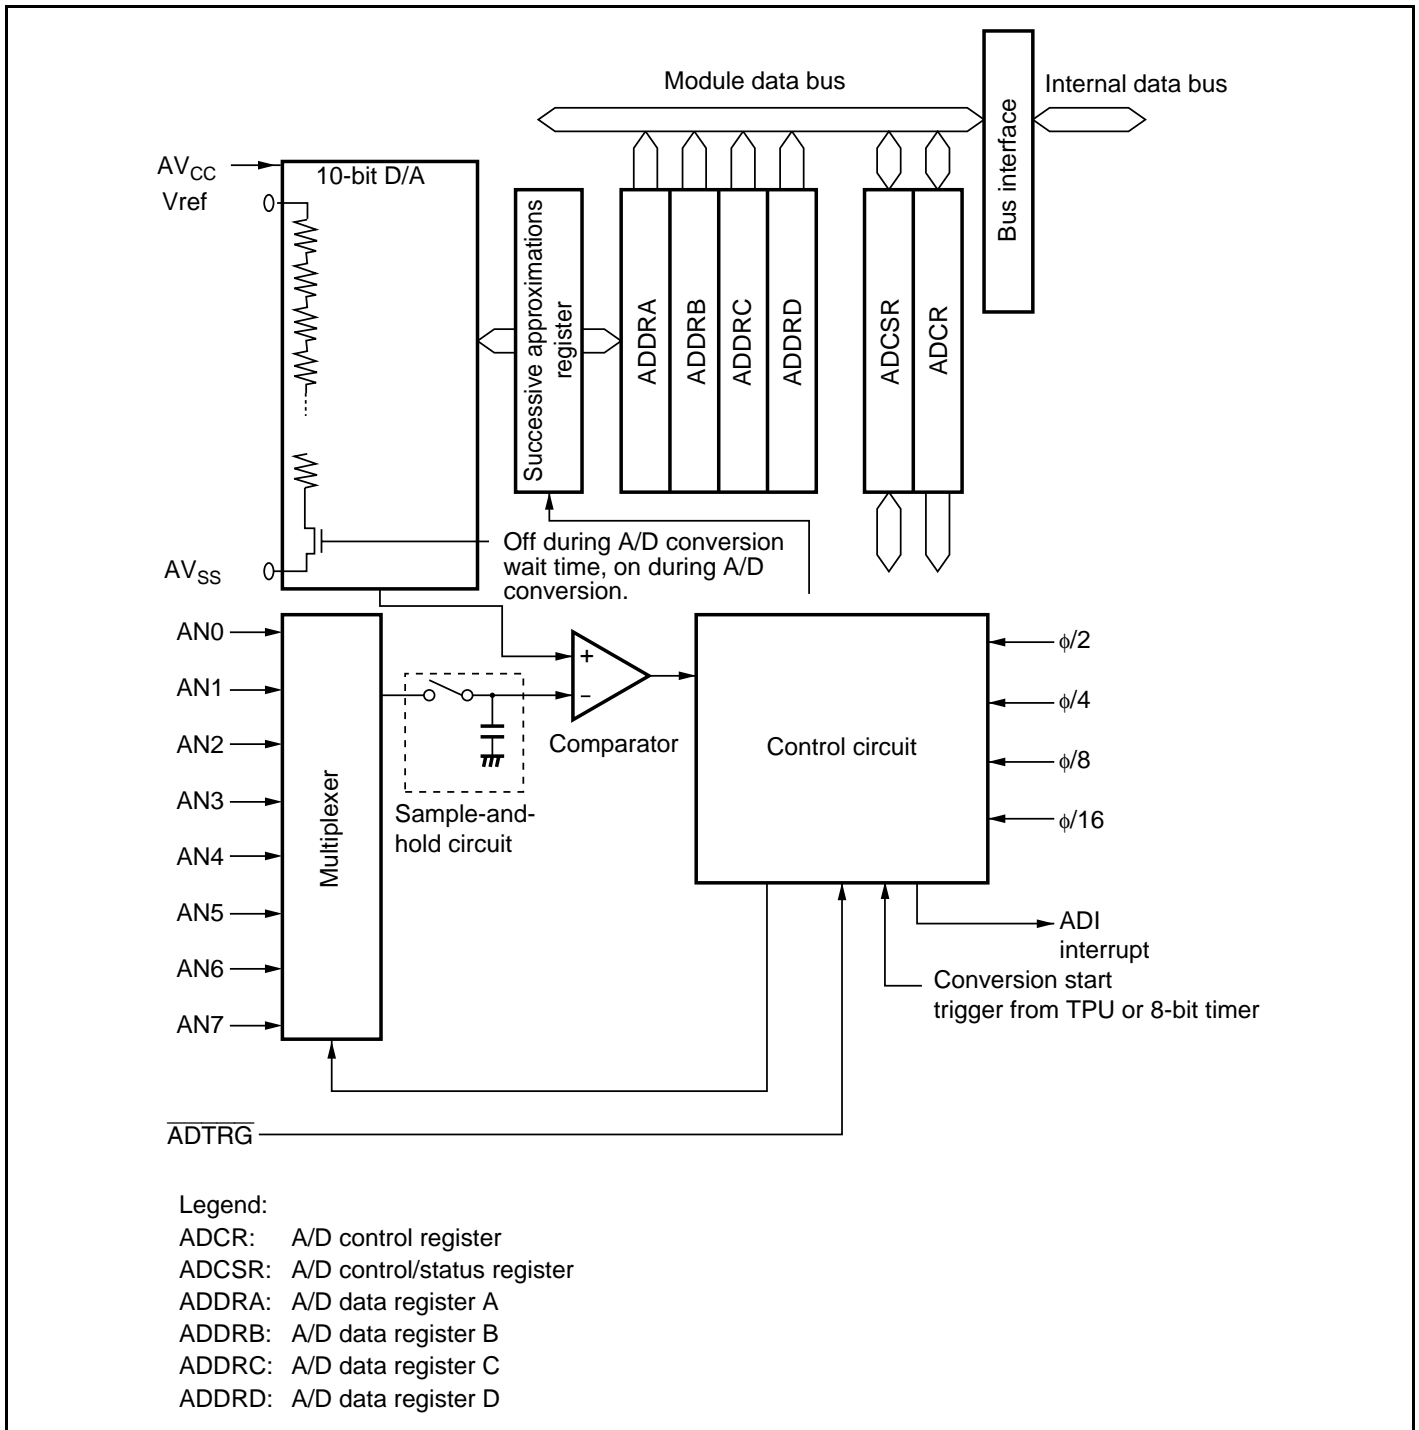 Module data bus
Internal data bus
Bus interface
AVCC
Vref
10-bit D/A
Successive approximations
register
ADDRA
ADDRB
ADDRC
ADDRD
ADCSR
ADCR
AVSS
Off during A/D conversion
wait time, on during A/D
conversion.
AN0
AN1
AN2
AN3
AN4
AN5
AN6
AN7
Multiplexer
Sample-and-
hold circuit
+
−
Comparator
Control circuit
ϕ/2
ϕ/4
ϕ/8
ϕ/16
ADI
interrupt
Conversion start
trigger from TPU or 8-bit timer
ADTRG
Legend:
ADCR: A/D control register
ADCSR: A/D control/status register
ADDRA: A/D data register A
ADDRB: A/D data register B
ADDRC: A/D data register C
ADDRD: A/D data register D